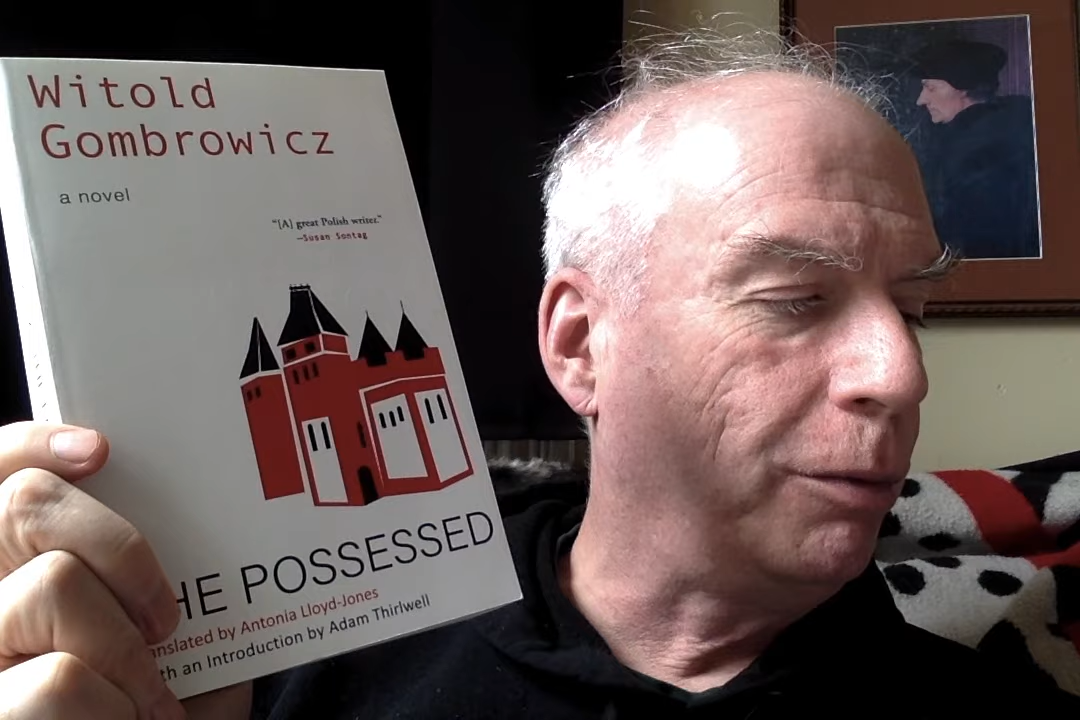 Witold
Gombrowicz
a novel
"[A] great Polish writer."
—Susan Sontag
HE POSSESSED
anslated by Antonia Lloyd-Jones
th an Introduction by Adam Thirlwell